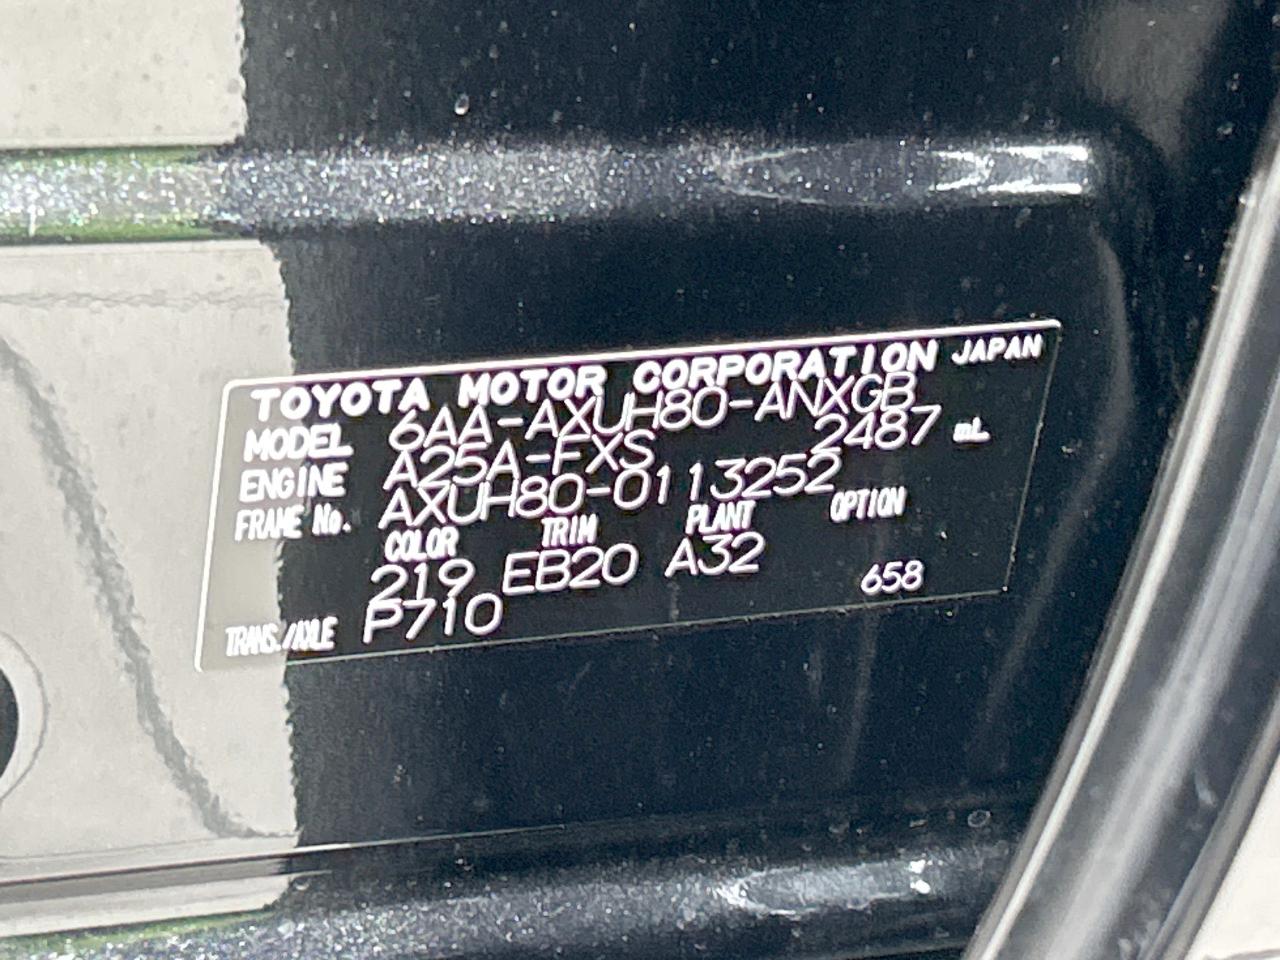 TOYOTA MOTOR CORPORATION JAPAN
MODEL 6AA-AXUH80-ANXGB
ENGINE A25A-FXS 2487 mL
FRAME No. AXUH80-0113252
COLOR TRIM PLANT OPTION
219 EB20 A32
658
TRANS./AXLE P710